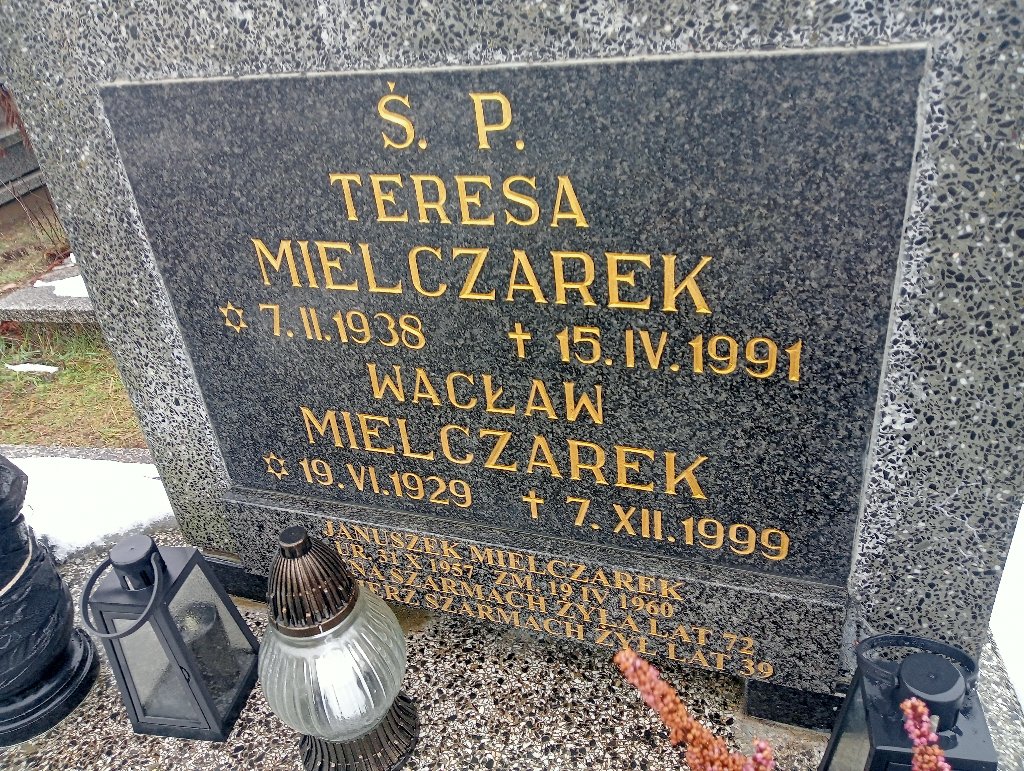 Ś. P.
TERESA
MIELCZAREK
✡ 7. II. 1938 ✝ 15. IV. 1991
WACŁAW
MIELCZAREK
✡ 19. VI. 1929 ✝ 7. XII. 1999
JANUSZEK MIELCZAREK
UR. 31 X 1957 ZM. 19 IV 1960
NA SZARMACH ŻYŁA LAT 72
SZARMACH ŻYŁ LAT 39